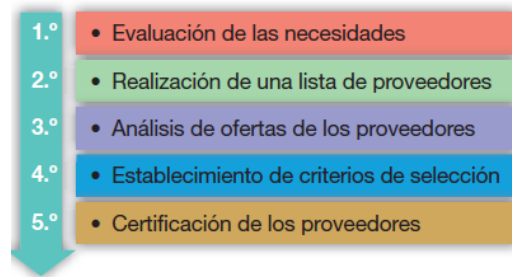 1.º • Evaluación de las necesidades
2.º • Realización de una lista de proveedores
3.º • Análisis de ofertas de los proveedores
4.º • Establecimiento de criterios de selección
5.º • Certificación de los proveedores